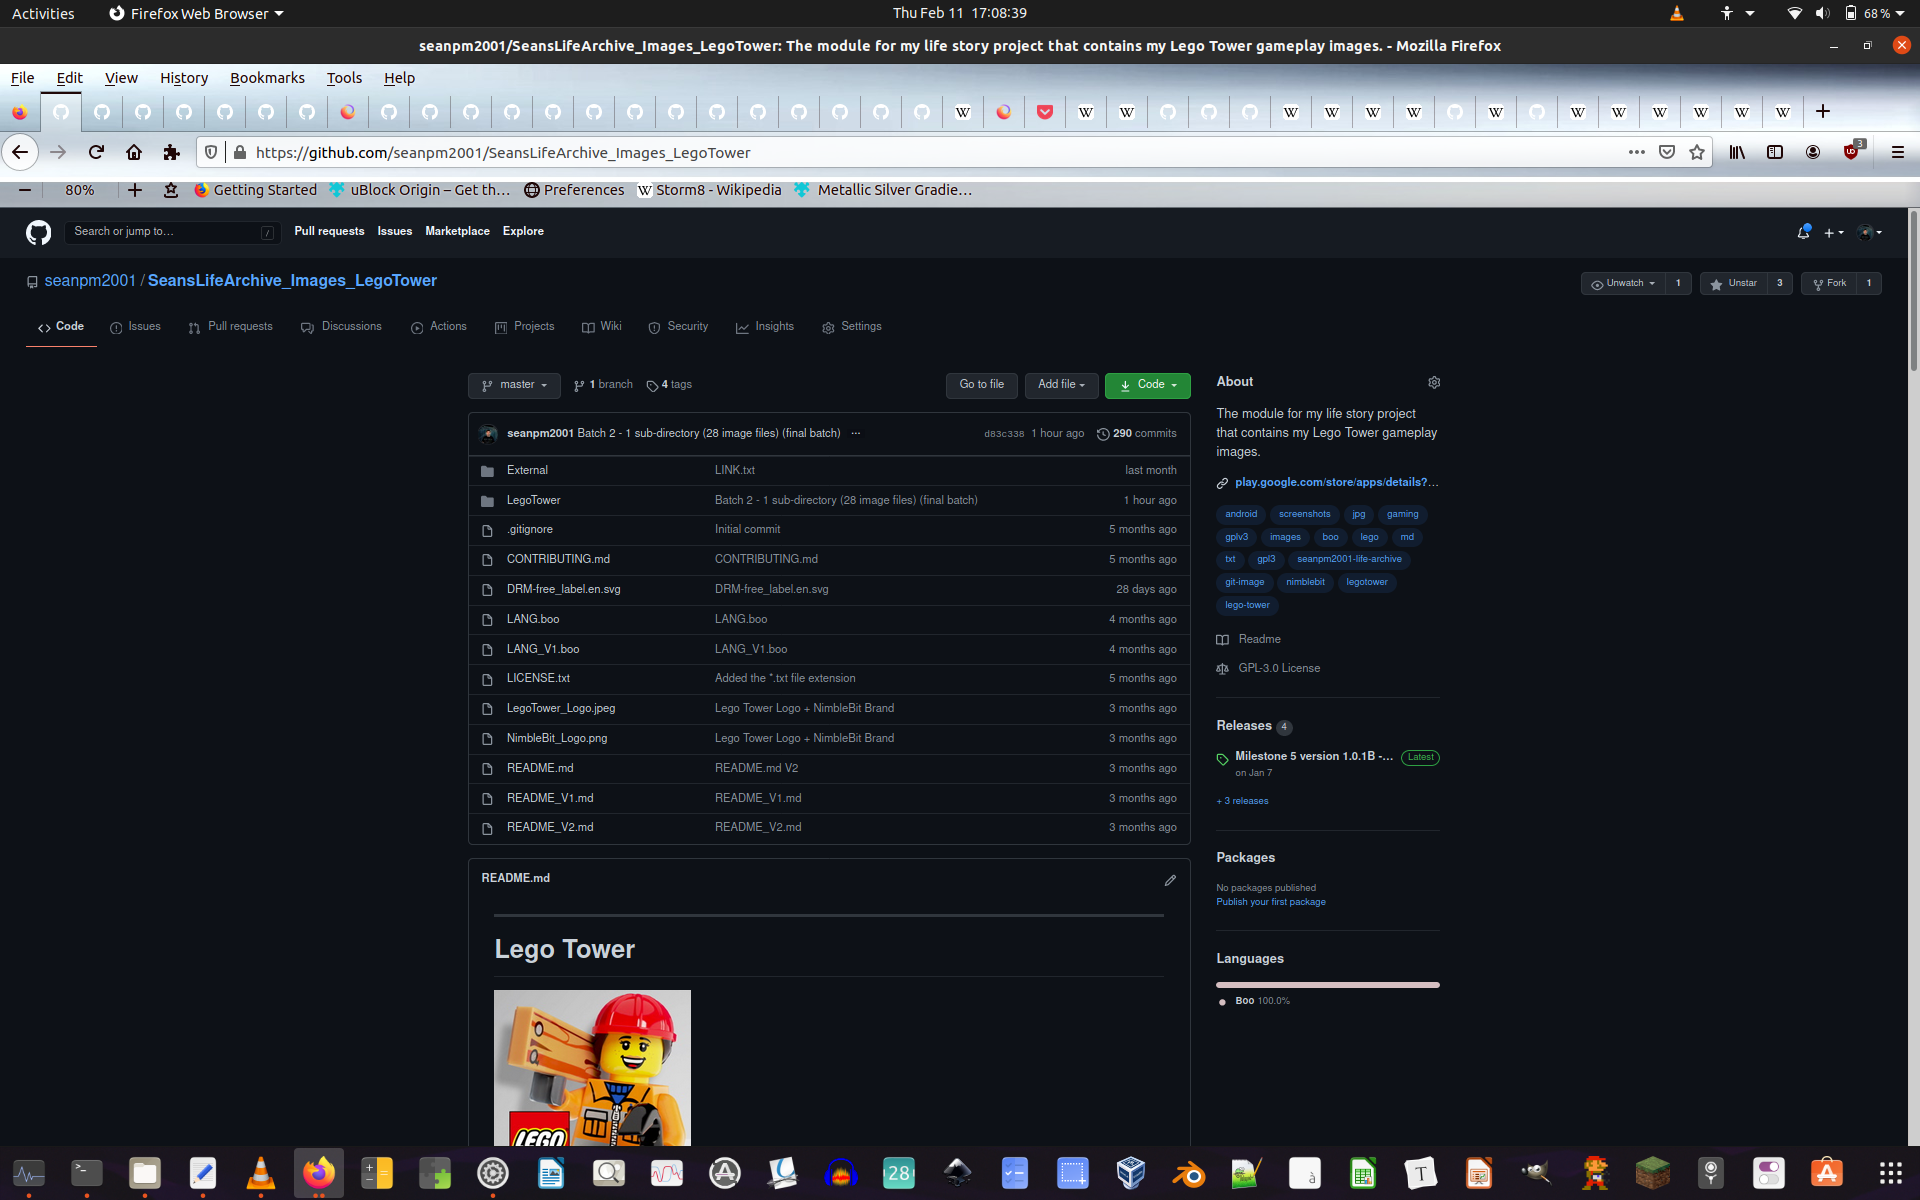 Activities Firefox Web Browser Thu Feb 11 17:08:39 68 %
seanpm2001/SeansLifeArchive_Images_LegoTower: The module for my life story project that contains my Lego Tower gameplay images. - Mozilla Firefox
File Edit View History Bookmarks Tools Help
https://github.com/seanpm2001/SeansLifeArchive_Images_LegoTower 3
80% Getting Started uBlock Origin – Get th… Preferences Storm8 - Wikipedia Metallic Silver Gradie…
Search or jump to… / Pull requests Issues Marketplace Explore
seanpm2001 / SeansLifeArchive_Images_LegoTower Unwatch 1 Unstar 3 Fork 1
Code Issues Pull requests Discussions Actions Projects Wiki Security Insights Settings
master 1 branch 4 tags Go to file Add file Code
seanpm2001 Batch 2 - 1 sub-directory (28 image files) (final batch) ... d83c338 1 hour ago 290 commits
External LINK.txt last month
LegoTower Batch 2 - 1 sub-directory (28 image files) (final batch) 1 hour ago
.gitignore Initial commit 5 months ago
CONTRIBUTING.md CONTRIBUTING.md 5 months ago
DRM-free_label.en.svg DRM-free_label.en.svg 28 days ago
LANG.boo LANG.boo 4 months ago
LANG_V1.boo LANG_V1.boo 4 months ago
LICENSE.txt Added the *.txt file extension 5 months ago
LegoTower_Logo.jpeg Lego Tower Logo + NimbleBit Brand 3 months ago
NimbleBit_Logo.png Lego Tower Logo + NimbleBit Brand 3 months ago
README.md README.md V2 3 months ago
README_V1.md README_V1.md 3 months ago
README_V2.md README_V2.md 3 months ago
README.md
Lego Tower
LEGO
About
The module for my life story project
that contains my Lego Tower gameplay
images.
play.google.com/store/apps/details?…
android screenshots jpg gaming
gplv3 images boo lego md
txt gpl3 seanpm2001-life-archive
git-image nimblebit legotower
lego-tower
Readme
GPL-3.0 License
Releases 4
Milestone 5 version 1.0.1B -… Latest
on Jan 7
+ 3 releases
Packages
No packages published
Publish your first package
Languages
Boo 100.0%
28